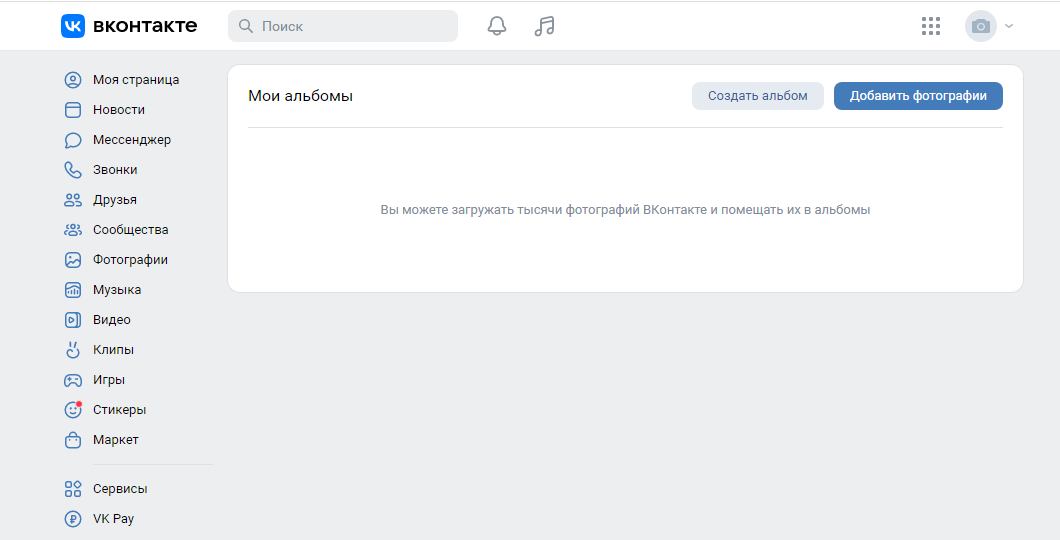 вконтакте
Поиск
Моя страница
Новости
Мессенджер
Звонки
Друзья
Сообщества
Фотографии
Музыка
Видео
Клипы
Игры
Стикеры
Маркет
Сервисы
VK Pay
Мои альбомы
Создать альбом
Добавить фотографии
Вы можете загружать тысячи фотографий ВКонтакте и помещать их в альбомы